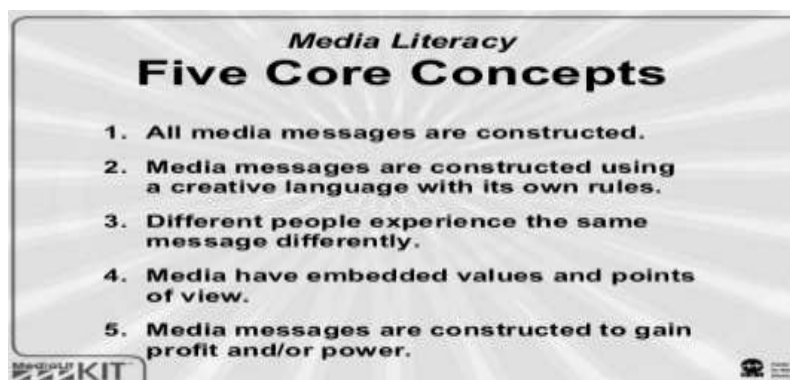 Media Literacy
Five Core Concepts
1. All media messages are constructed.
2. Media messages are constructed using
a creative language with its own rules.
3. Different people experience the same
message differently.
4. Media have embedded values and points
of view.
5. Media messages are constructed to gain
profit and/or power.
MediaLit
KIT